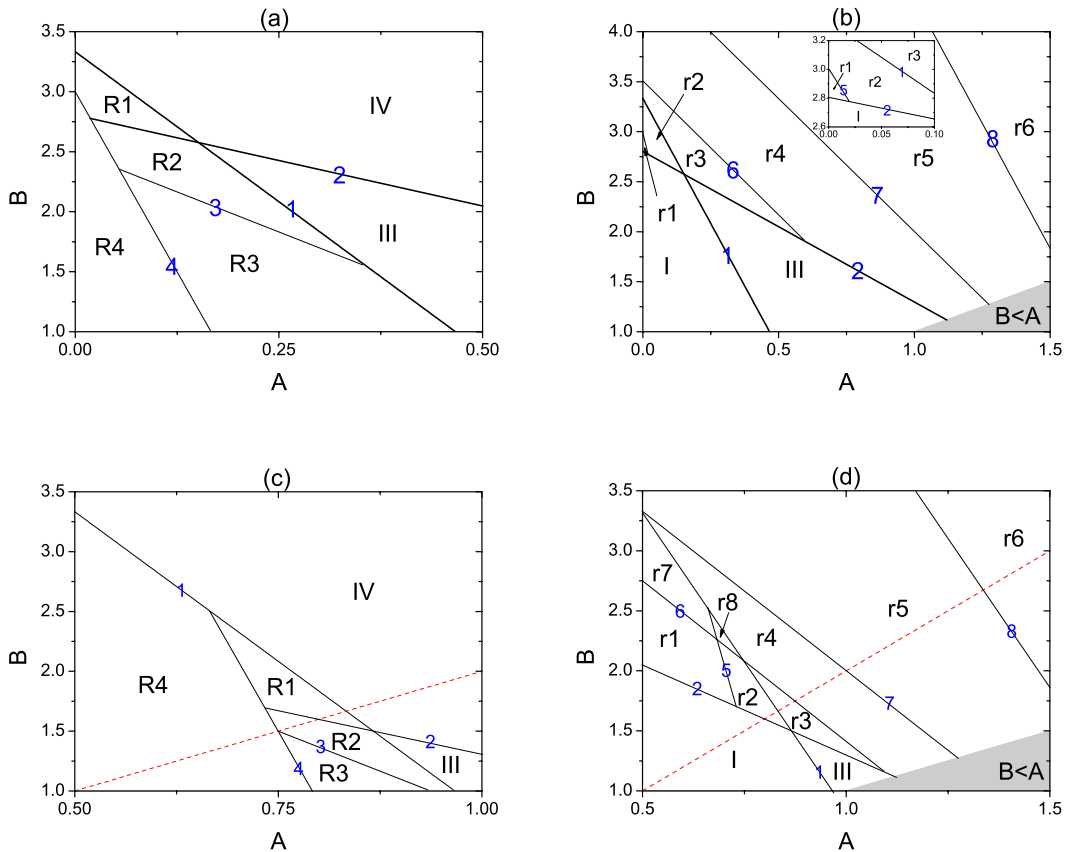 (a)
3.5
3.0
2.5
2.0
1.5
1.0
B
R1
IV
R2
2
3
1
III
R4
4
R3
0.00
0.25
0.50
A
(b)
4.0
3.5
3.0
2.5
2.0
1.5
1.0
B
3.2
3.0
2.8
2.6
r1
5
r2
1
r3
I
2
0.00
0.05
0.10
r2
r3
6
r4
r5
8
r6
7
r1
I
1
III
2
B<A
0.0
0.5
1.0
1.5
A
(c)
3.5
3.0
2.5
2.0
1.5
1.0
B
1
IV
R4
R1
R2
3
2
R3
4
III
0.50
0.75
1.00
A
(d)
3.5
3.0
2.5
2.0
1.5
1.0
B
r7
6
r8
r1
r4
r5
r6
8
5
2
r2
7
r3
I
III
1
B<A
0.5
1.0
1.5
A